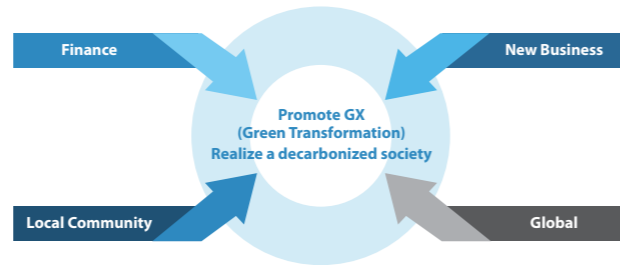 Finance
New Business
Promote GX
(Green Transformation)
Realize a decarbonized society
Local Community
Global